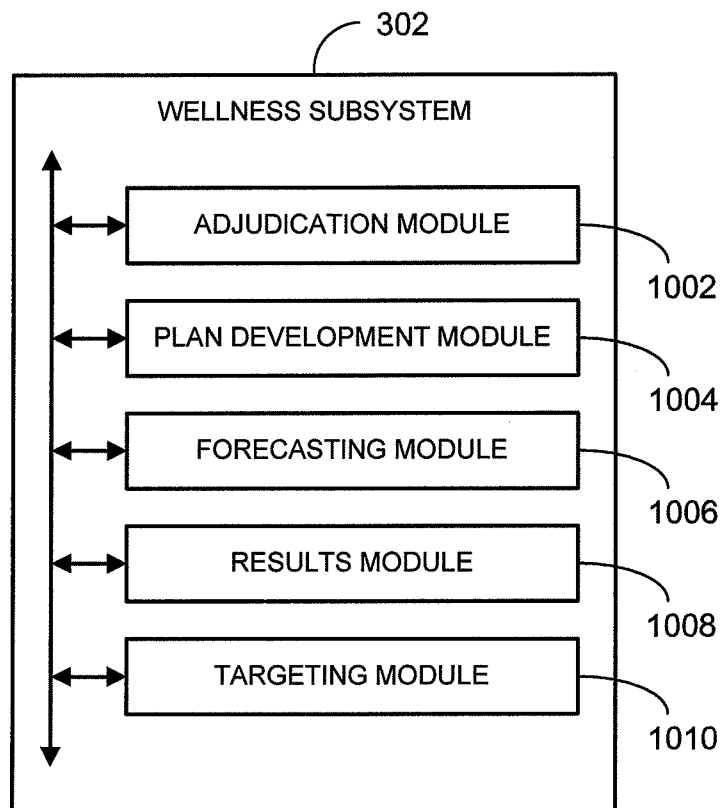 302
WELLNESS SUBSYSTEM
ADJUDICATION MODULE
1002
PLAN DEVELOPMENT MODULE
1004
FORECASTING MODULE
1006
RESULTS MODULE
1008
TARGETING MODULE
1010